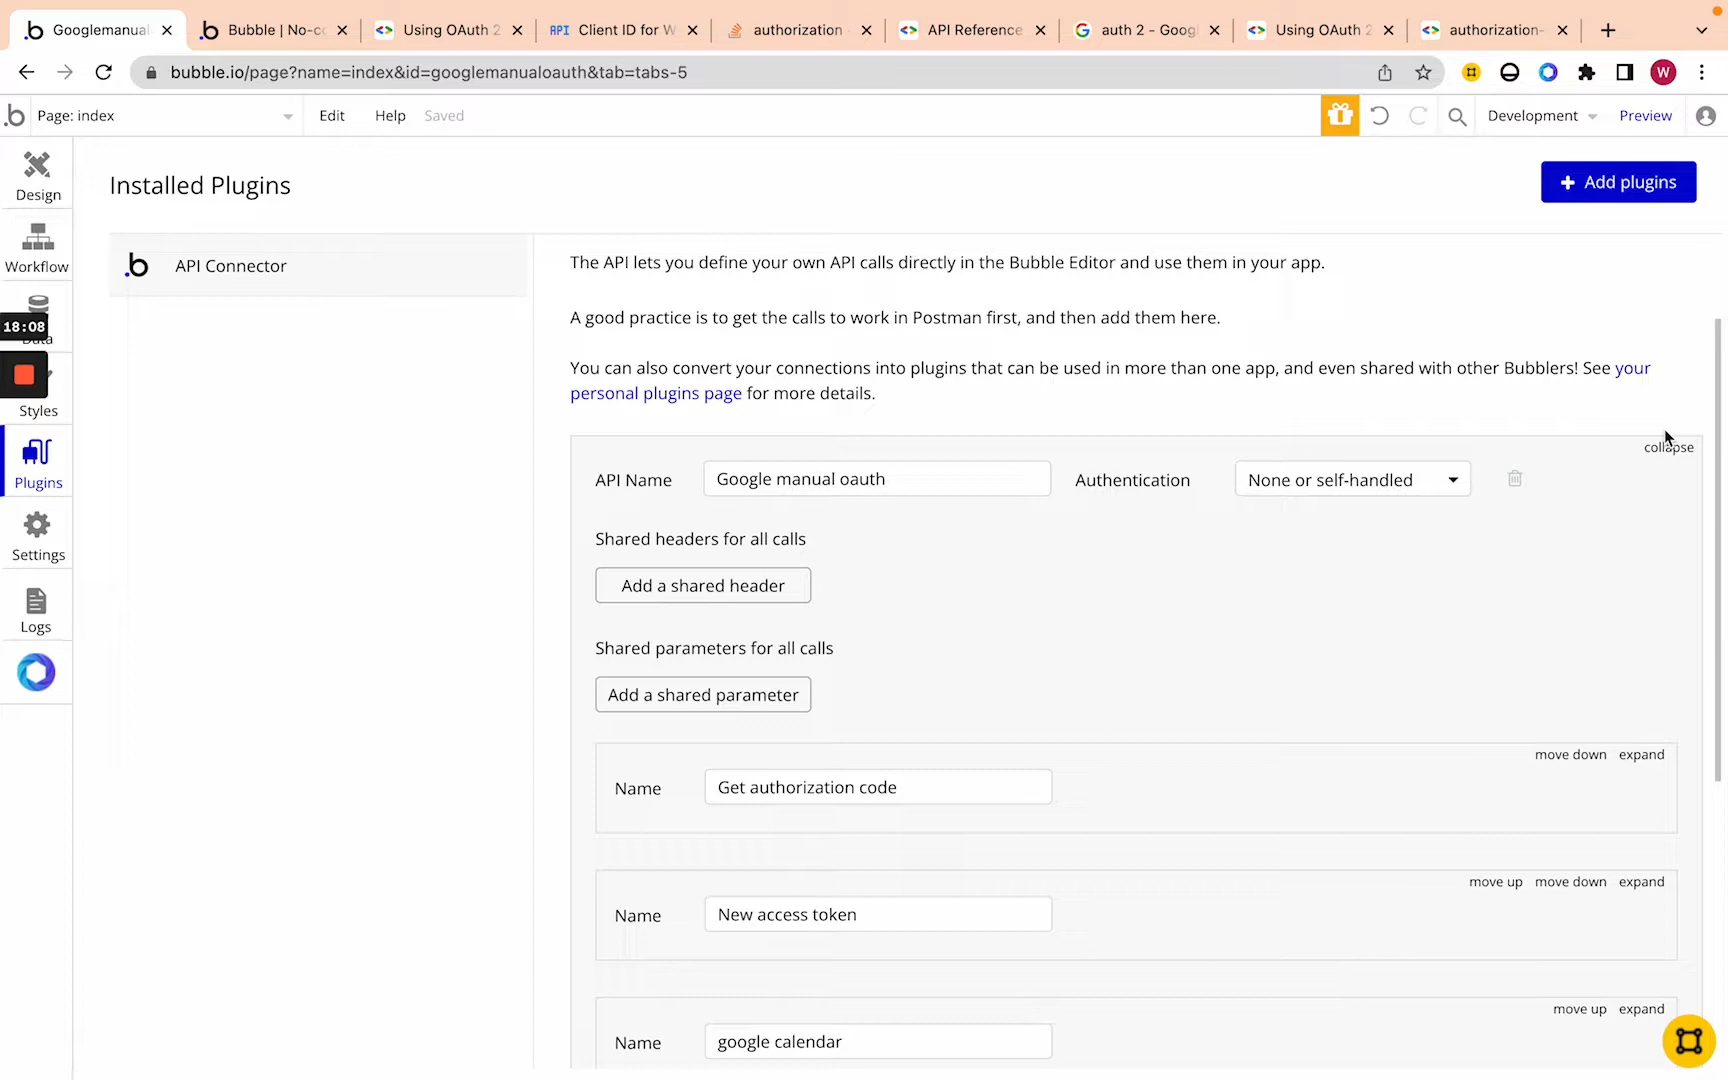 Googlemanual
Bubble | No-co
Using OAuth 2
API Client ID for W
authorization
API Reference
auth 2 - Googl
Using OAuth 2
authorization-
bubble.io/page?name=index&id=googlemanualoauth&tab=tabs-5
W
Page: index
Edit
Help
Saved
Development
Preview
Design
Workflow
18:08
Data
Styles
Plugins
Settings
Logs
Installed Plugins
Add plugins
API Connector
The API lets you define your own API calls directly in the Bubble Editor and use them in your app.
A good practice is to get the calls to work in Postman first, and then add them here.
You can also convert your connections into plugins that can be used in more than one app, and even shared with other Bubblers! See your
personal plugins page for more details.
collapse
API Name
Google manual oauth
Authentication
None or self-handled
Shared headers for all calls
Add a shared header
Shared parameters for all calls
Add a shared parameter
move down expand
Name
Get authorization code
move up move down expand
Name
New access token
move up expand
Name
google calendar